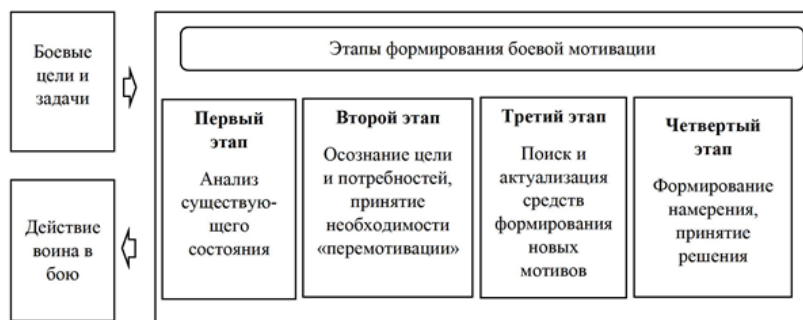 Боевые
цели и
задачи
Действие
воина в
бою
Этапы формирования боевой мотивации
Первый
этап
Анализ
существую-
щего
состояния
Второй этап
Осознание цели
и потребностей,
принятие
необходимости
«перемотивации»
Третий этап
Поиск и
актуализация
средств
формирования
новых
мотивов
Четвертый
этап
Формирование
намерения,
принятие
решения